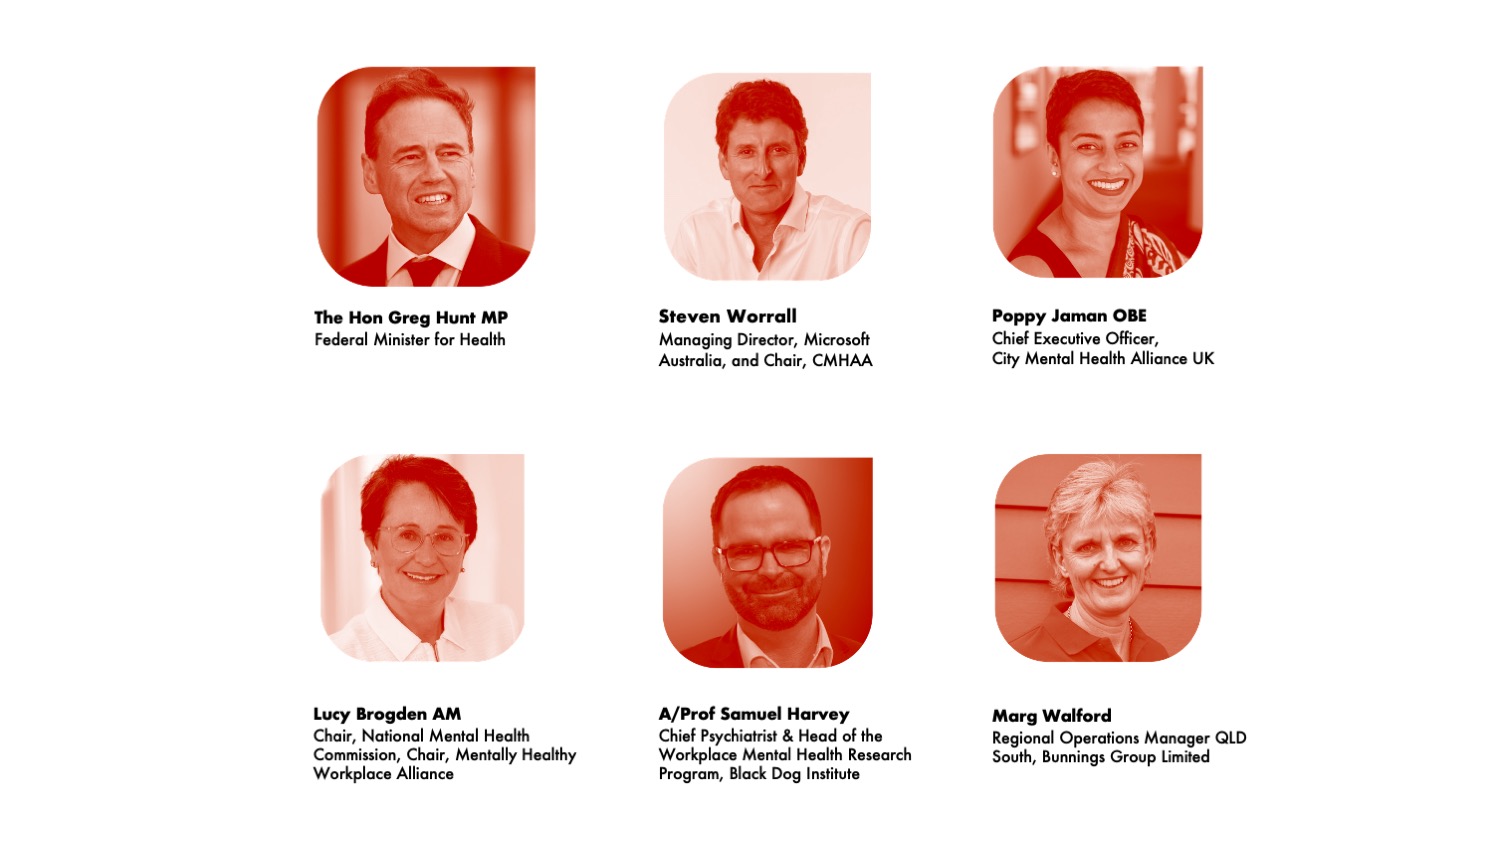 The Hon Greg Hunt MP
Federal Minister for Health
Steven Worrall
Managing Director, Microsoft
Australia, and Chair, CMHAA
Poppy Jaman OBE
Chief Executive Officer,
City Mental Health Alliance UK
Lucy Brogden AM
Chair, National Mental Health
Commission, Chair, Mentally Healthy
Workplace Alliance
A/Prof Samuel Harvey
Chief Psychiatrist & Head of the
Workplace Mental Health Research
Program, Black Dog Institute
Marg Walford
Regional Operations Manager QLD
South, Bunnings Group Limited